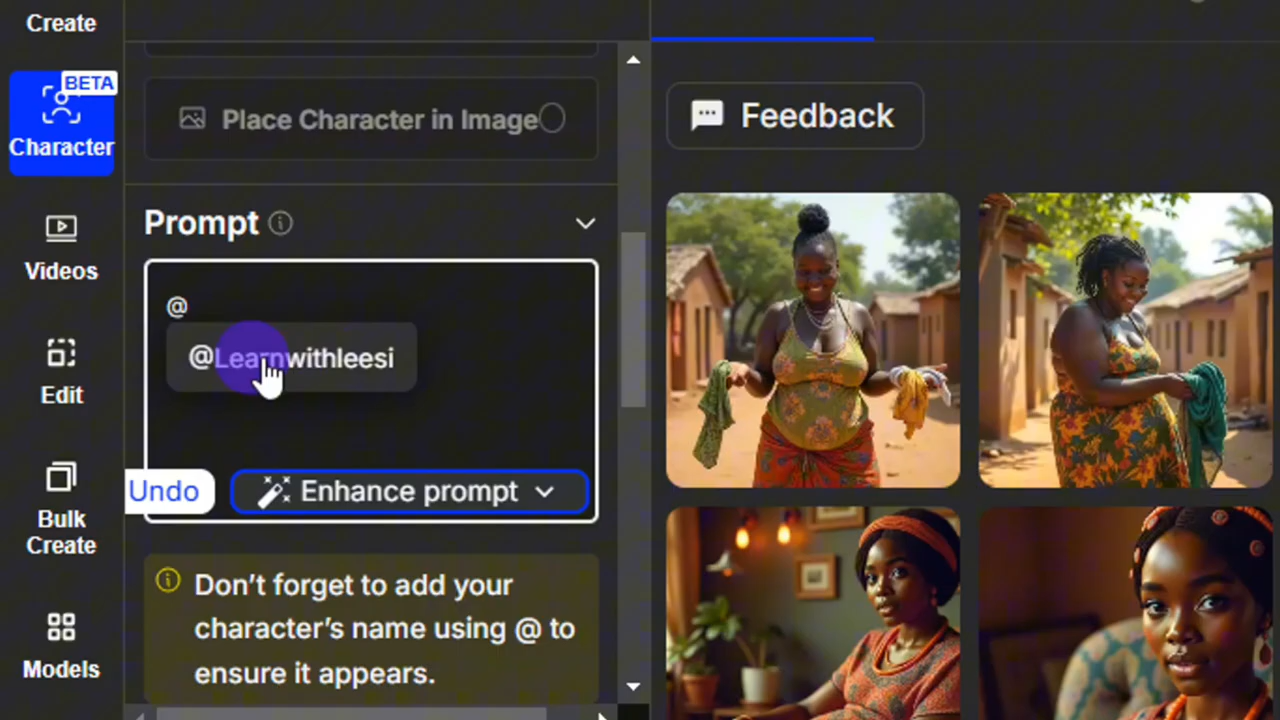 Create
BETA
Character
Videos
Edit
Bulk
Create
Models
Place Character in Image
Prompt
@
@Learnwithleesi
Undo
Enhance prompt
Don’t forget to add your
character’s name using @ to
ensure it appears.
Feedback